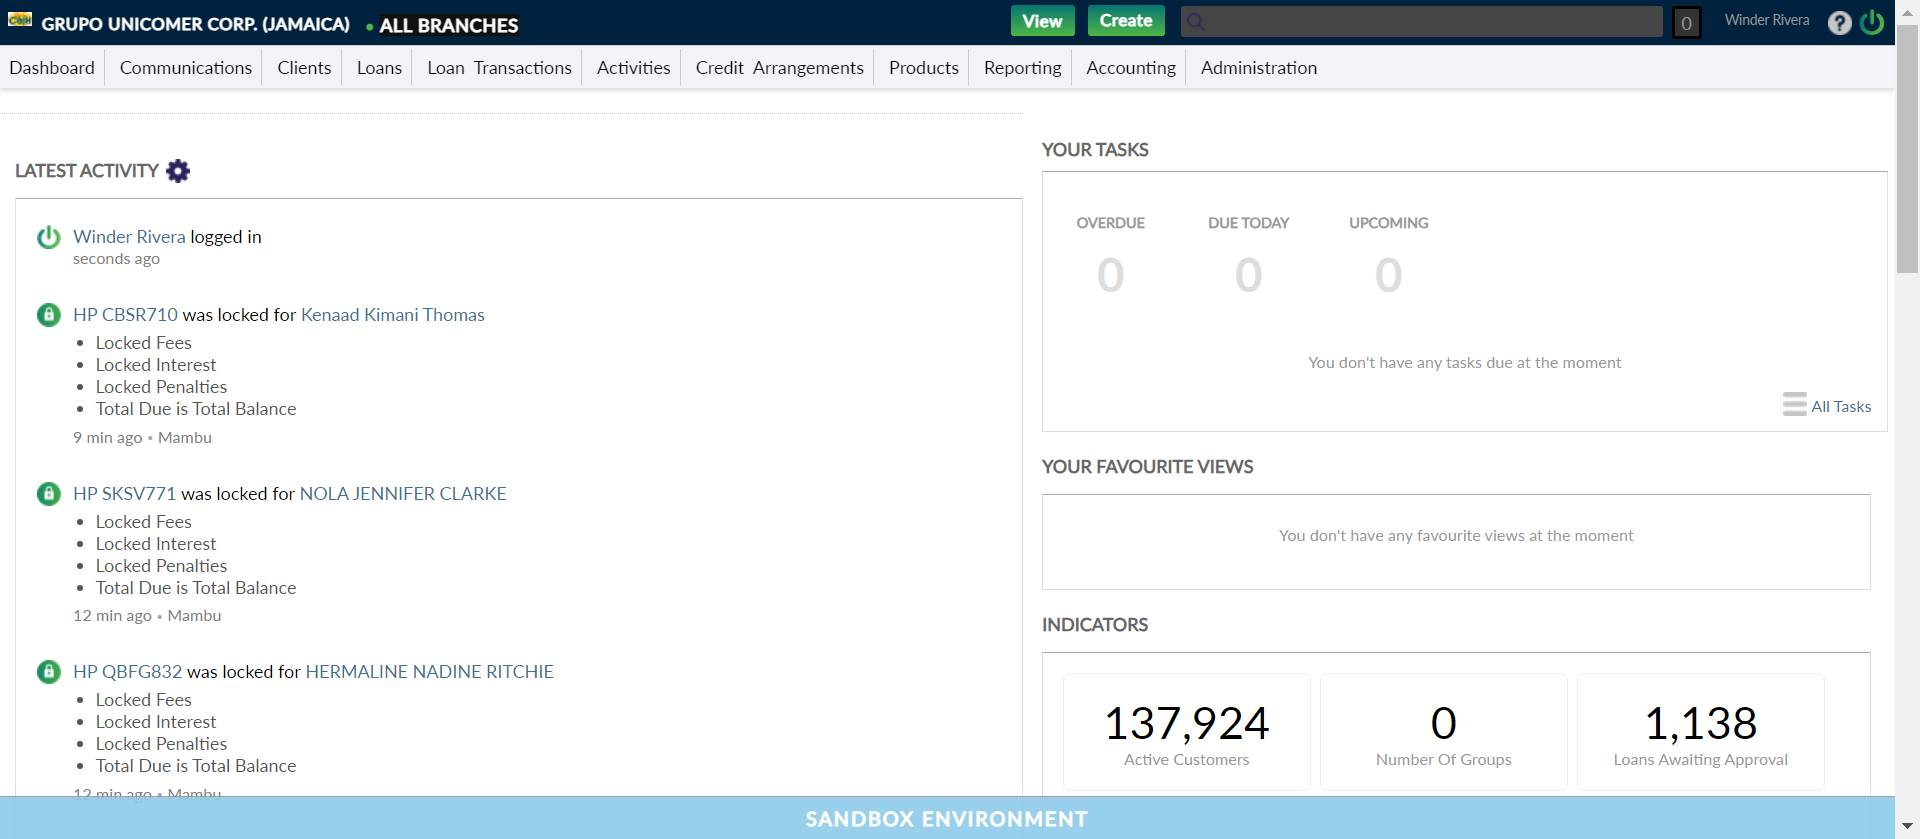 GRUPO UNICOMER CORP. (JAMAICA) • ALL BRANCHES
View
Create
0
Winder Rivera
?
Dashboard
Communications
Clients
Loans
Loan Transactions
Activities
Credit Arrangements
Products
Reporting
Accounting
Administration
LATEST ACTIVITY
Winder Rivera logged in
seconds ago
HP CBSR710 was locked for Kenaad Kimani Thomas
• Locked Fees
• Locked Interest
• Locked Penalties
• Total Due is Total Balance
9 min ago • Mambu
HP SKSV771 was locked for NOLA JENNIFER CLARKE
• Locked Fees
• Locked Interest
• Locked Penalties
• Total Due is Total Balance
12 min ago • Mambu
HP QBFG832 was locked for HERMALINE NADINE RITCHIE
• Locked Fees
• Locked Interest
• Locked Penalties
• Total Due is Total Balance
12 min ago • Mambu
YOUR TASKS
OVERDUE
0
DUE TODAY
0
UPCOMING
0
You don't have any tasks due at the moment
All Tasks
YOUR FAVOURITE VIEWS
You don't have any favourite views at the moment
INDICATORS
137,924
Active Customers
0
Number Of Groups
1,138
Loans Awaiting Approval
SANDBOX ENVIRONMENT